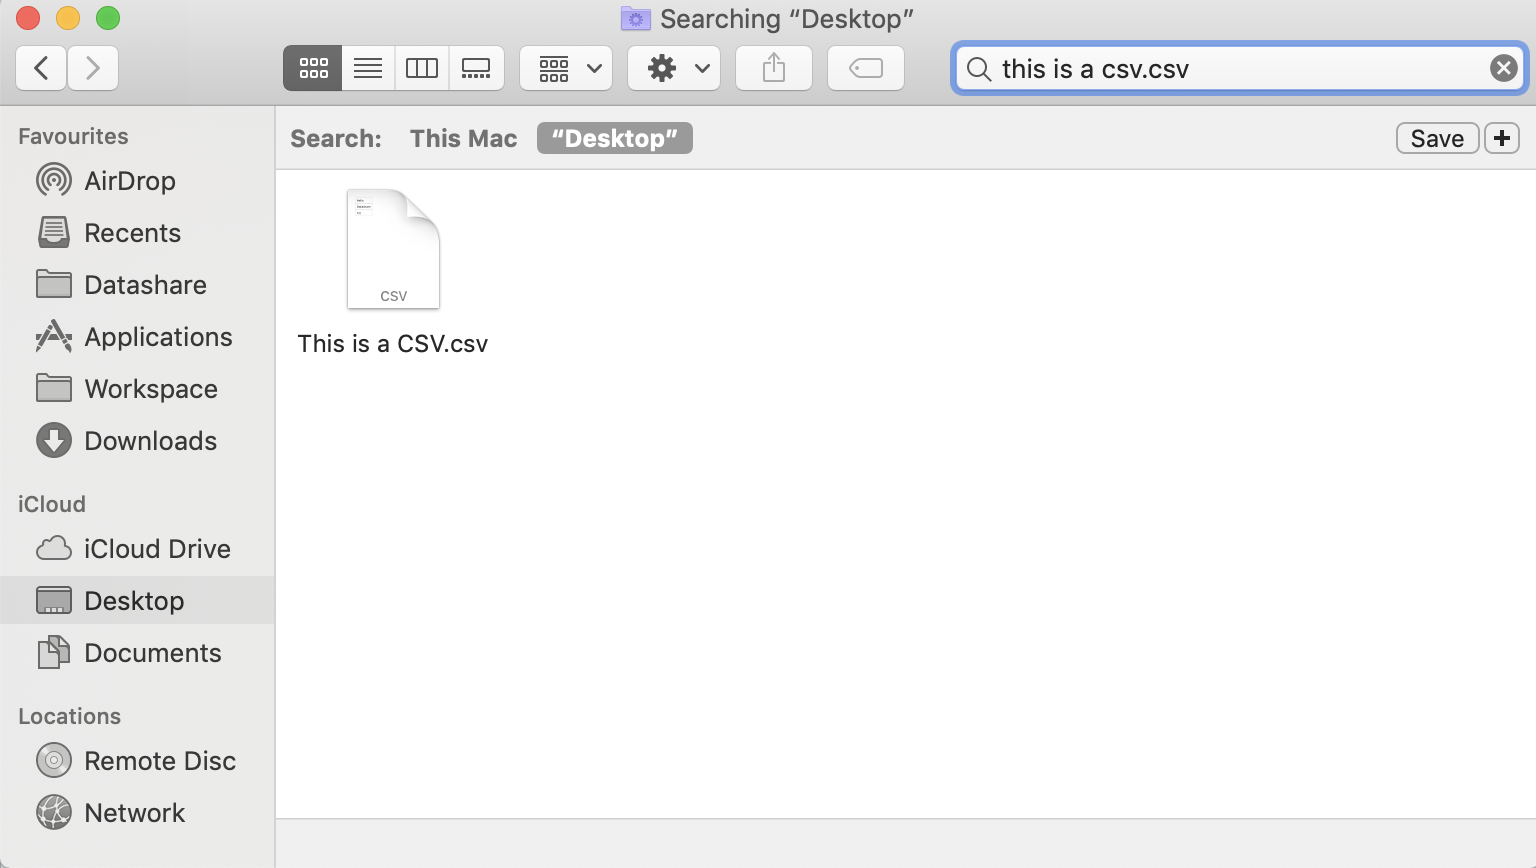 Searching “Desktop”
this is a csv.csv
Favourites
AirDrop
Recents
Datashare
Applications
Workspace
Downloads
iCloud
iCloud Drive
Desktop
Documents
Locations
Remote Disc
Network
Search: This Mac “Desktop” Save +
CSV
This is a CSV.csv